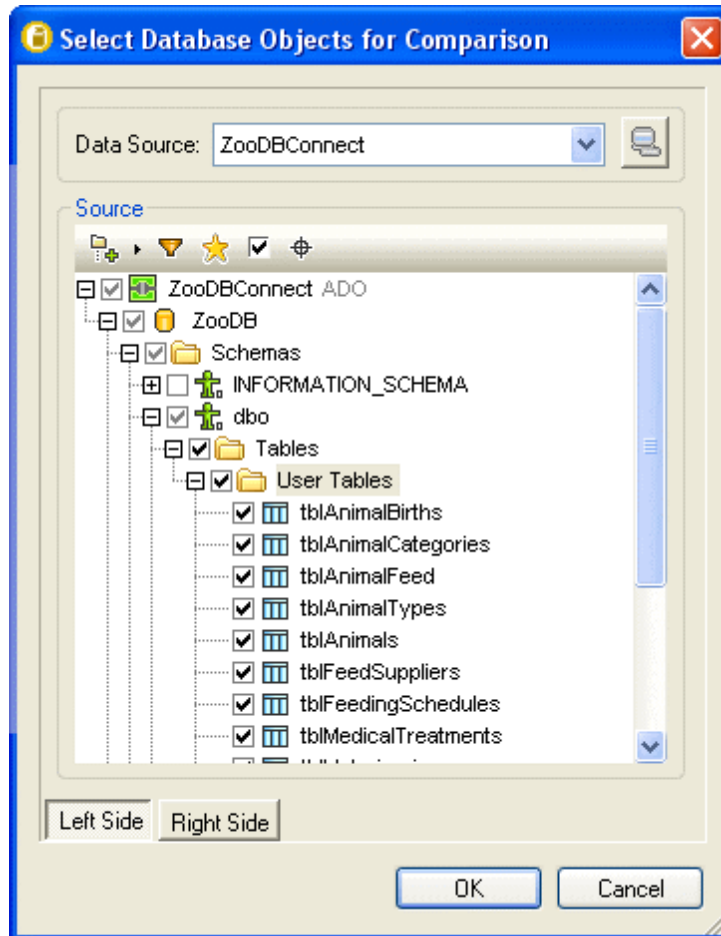 Select Database Objects for Comparison
Data Source: ZooDBConnect
Source
ZooDBConnect ADO
ZooDB
Schemas
INFORMATION_SCHEMA
dbo
Tables
User Tables
tblAnimalBirths
tblAnimalCategories
tblAnimalFeed
tblAnimalTypes
tblAnimals
tblFeedSuppliers
tblFeedingSchedules
tblMedicalTreatments
Left Side Right Side
OK Cancel